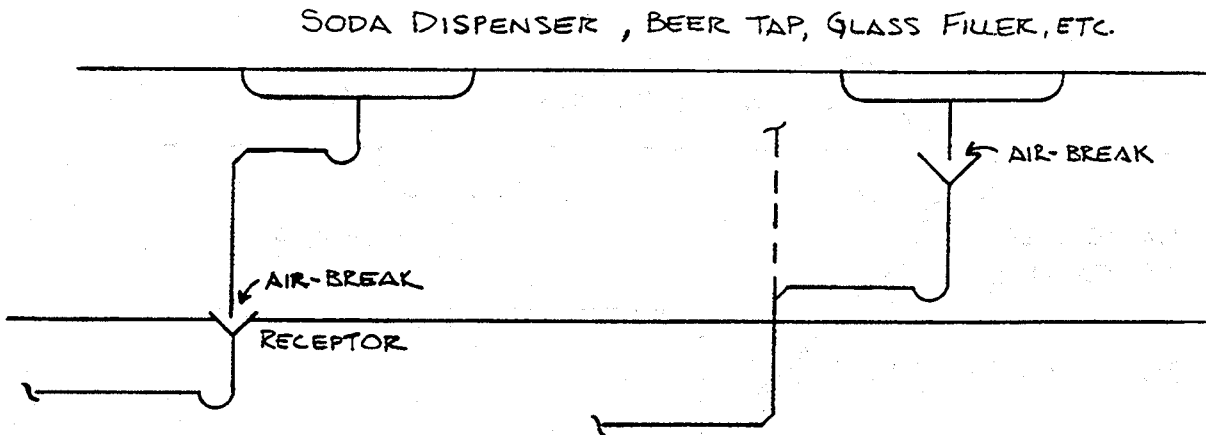 SODA DISPENSER, BEER TAP, GLASS FILLER, ETC.
AIR-BREAK
AIR-BREAK
RECEPTOR